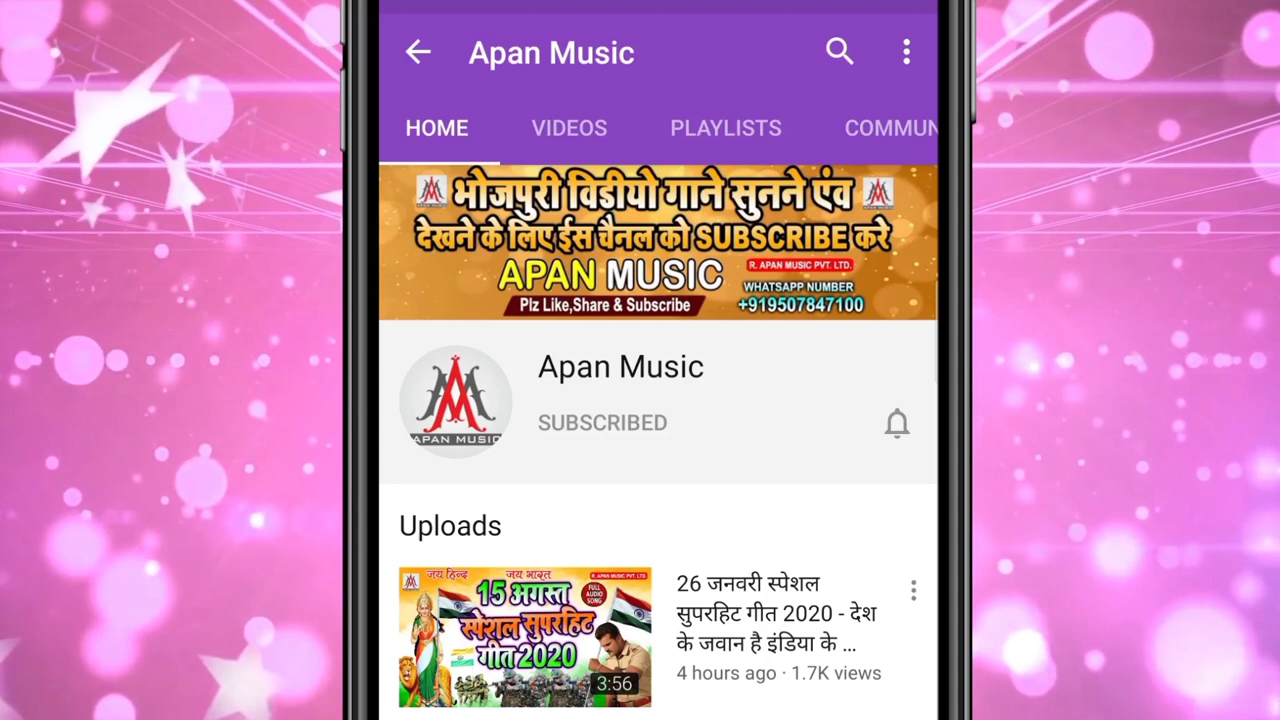 Apan Music
HOME VIDEOS PLAYLISTS COMMUN
भोजपुरी विडीयो गाने सुनने एंव
देखने के लिए ईस चैनल को SUBSCRIBE करे
APAN MUSIC
R. APAN MUSIC PVT. LTD.
WHATSAPP NUMBER
Plz Like,Share & Subscribe
+919507847100
Apan Music
SUBSCRIBED
APAN MUSIC
Uploads
जय हिन्द जय भारत
R. APAN MUSIC PVT. LTD
15 अगस्त
FULL
AUDIO
SONG
स्पेशल सुपरहिट
गीत 2020
3:56
26 जनवरी स्पेशल
सुपरहिट गीत 2020 - देश
के जवान है इंडिया के ...
4 hours ago · 1.7K views